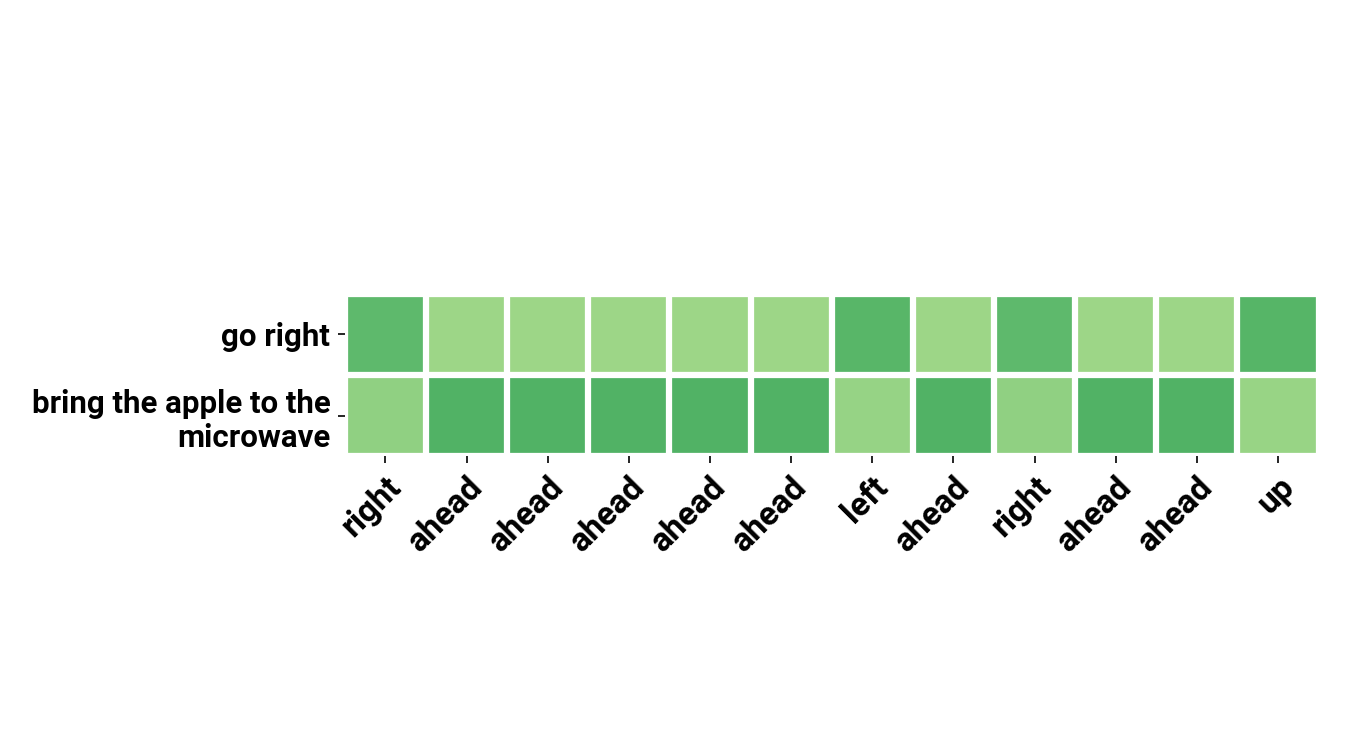 go right
bring the apple to the
microwave
right
ahead
ahead
ahead
ahead
ahead
left
ahead
right
ahead
ahead
up